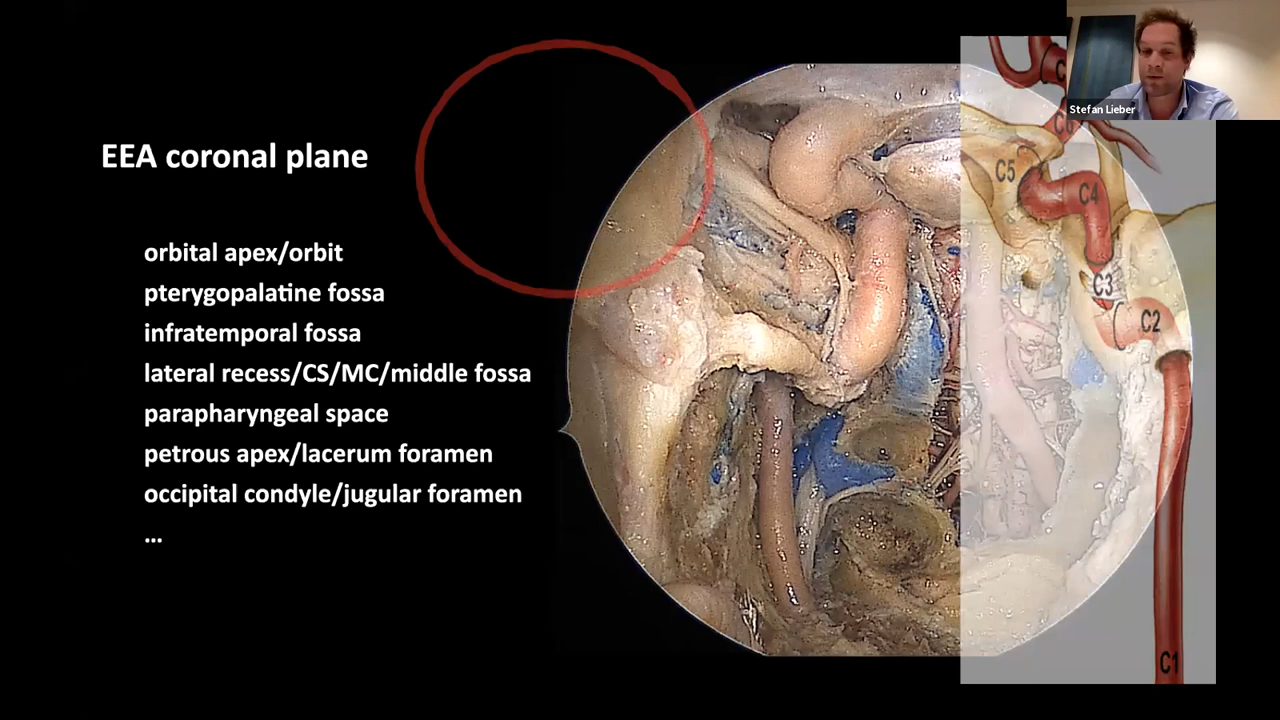 Stefan Lieber
EEA coronal plane
orbital apex/orbit
pterygopalatine fossa
infratemporal fossa
lateral recess/CS/MC/middle fossa
parapharyngeal space
petrous apex/lacerum foramen
occipital condyle/jugular foramen
...
C6
C5
C4
C3
C2
C1